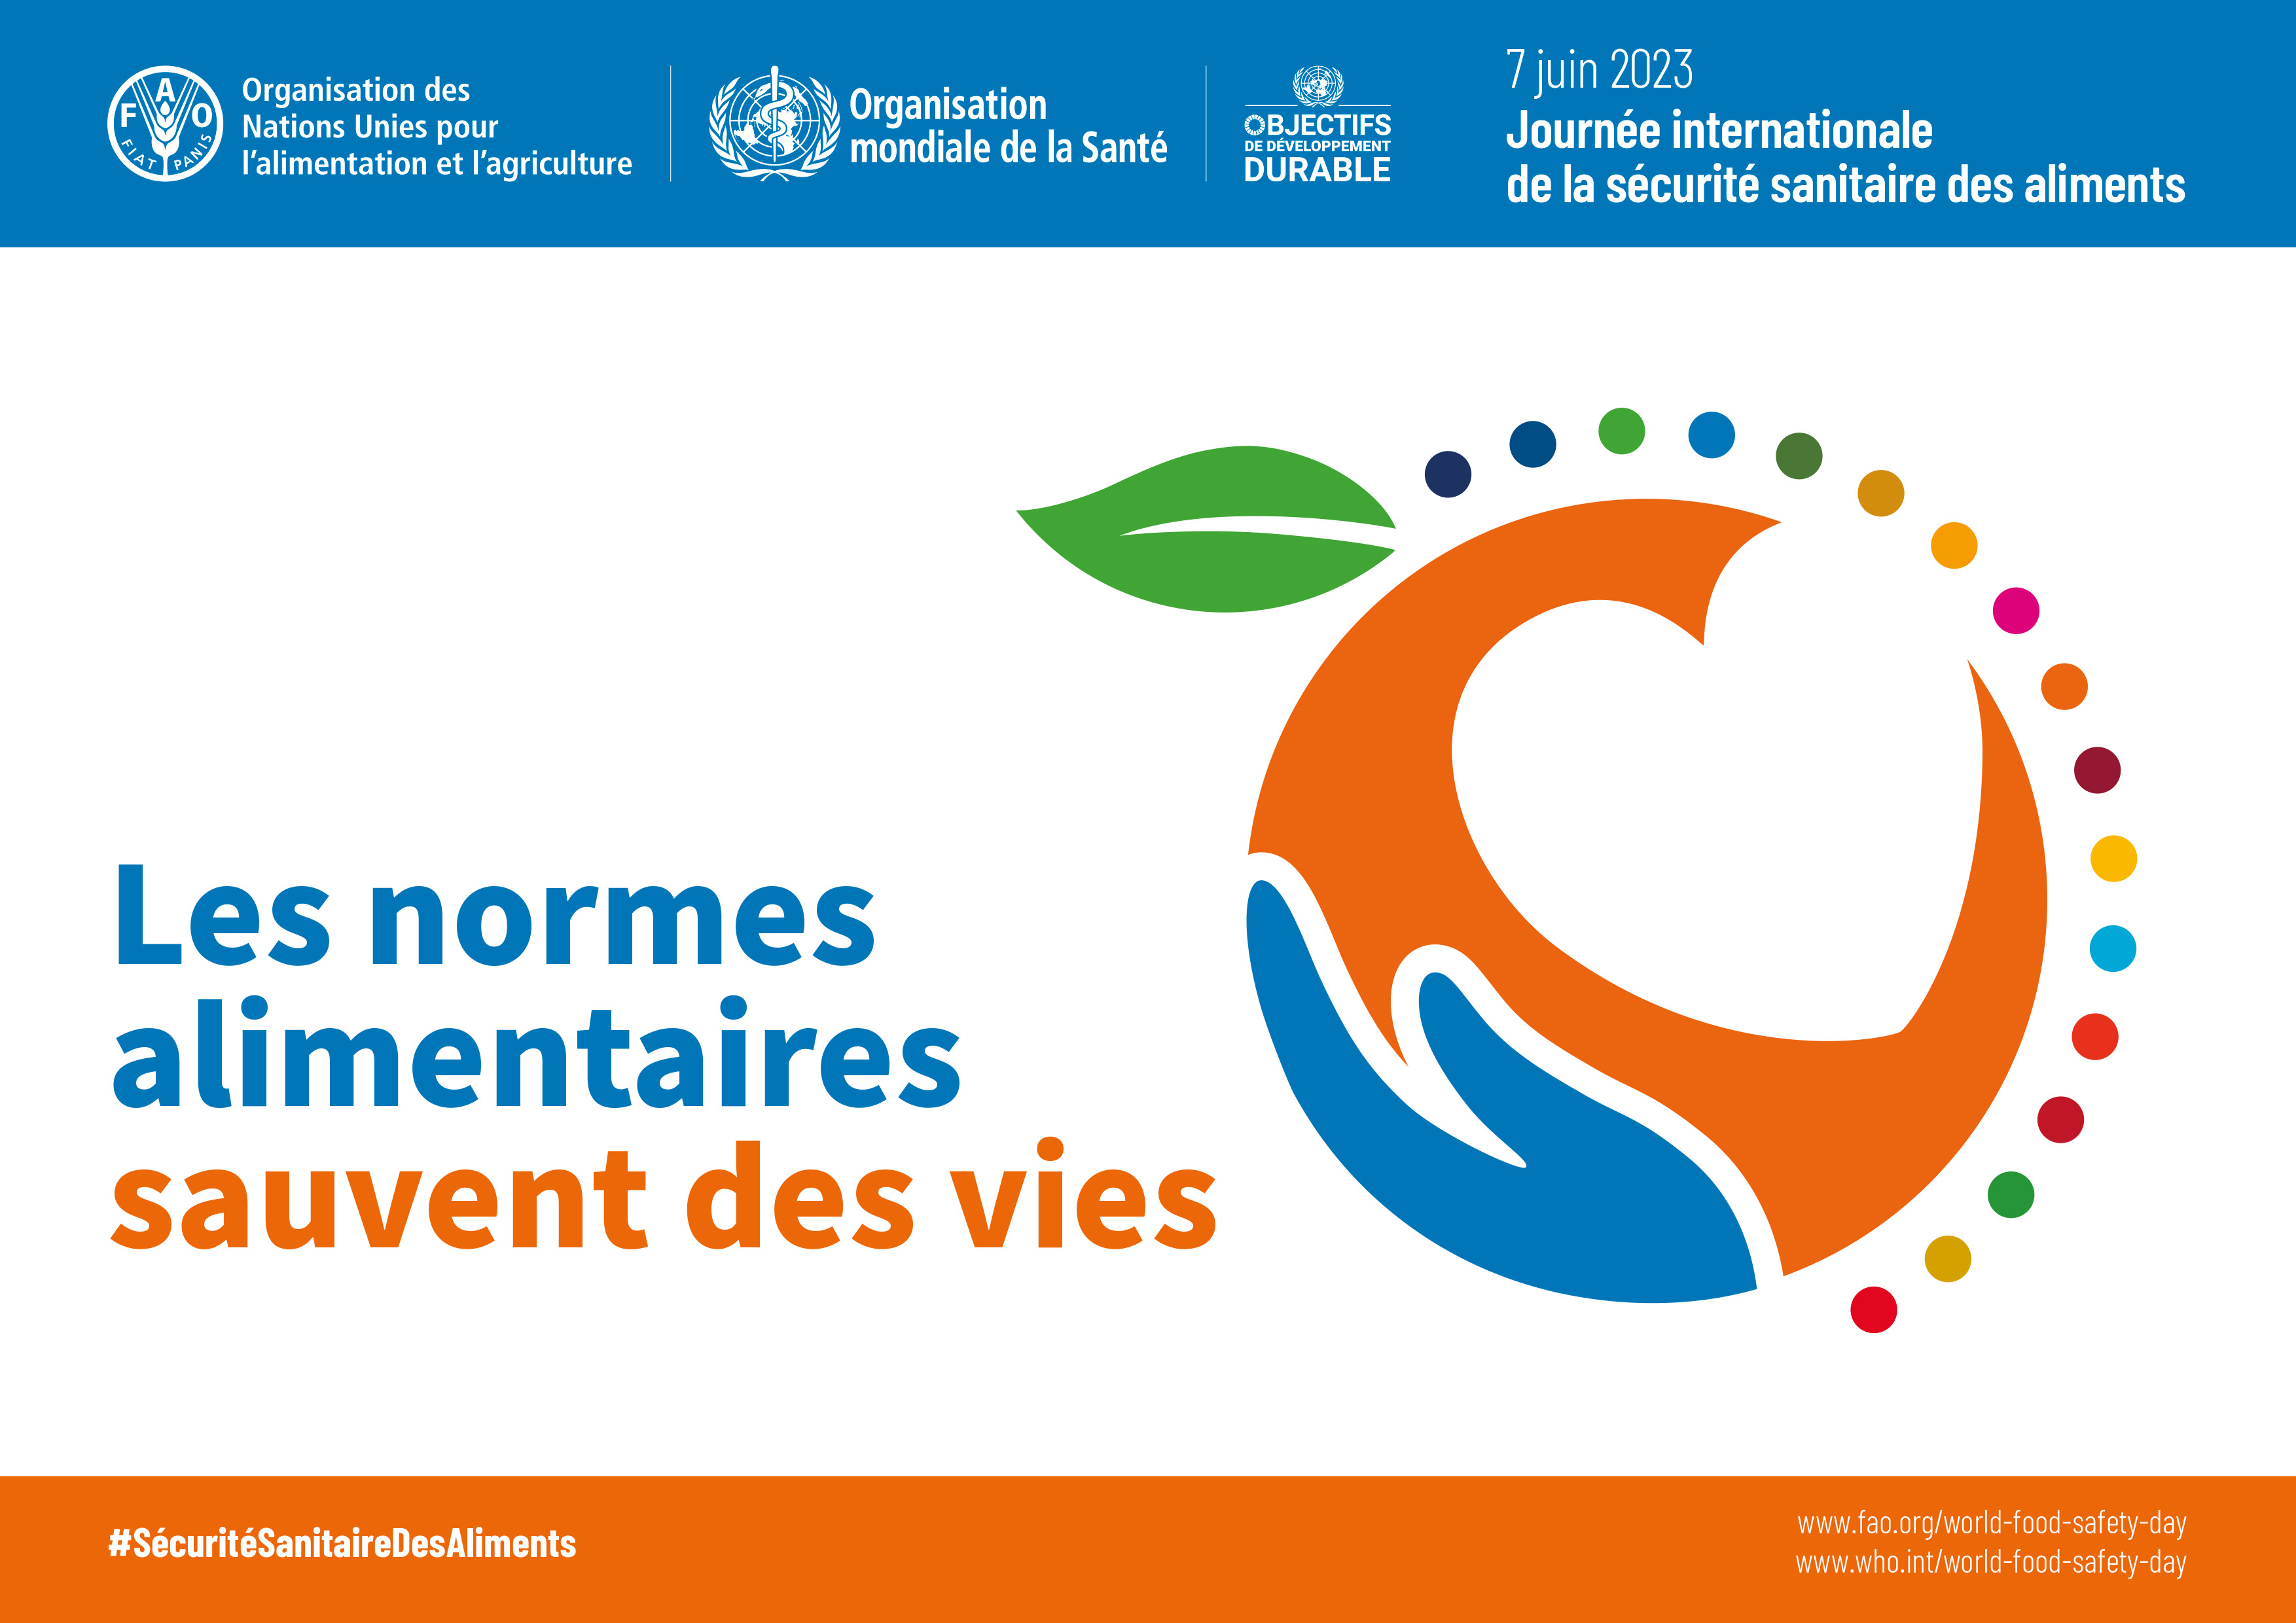 F A O
FIAT PANIS
Organisation des
Nations Unies pour
l'alimentation et l'agriculture
Organisation
mondiale de la Santé
OBJECTIFS
DE DÉVELOPPEMENT
DURABLE
7 juin 2023
Journée internationale
de la sécurité sanitaire des aliments
Les normes
alimentaires
sauvent des vies
#SécuritéSanitaireDesAliments
www.fao.org/world-food-safety-day
www.who.int/world-food-safety-day